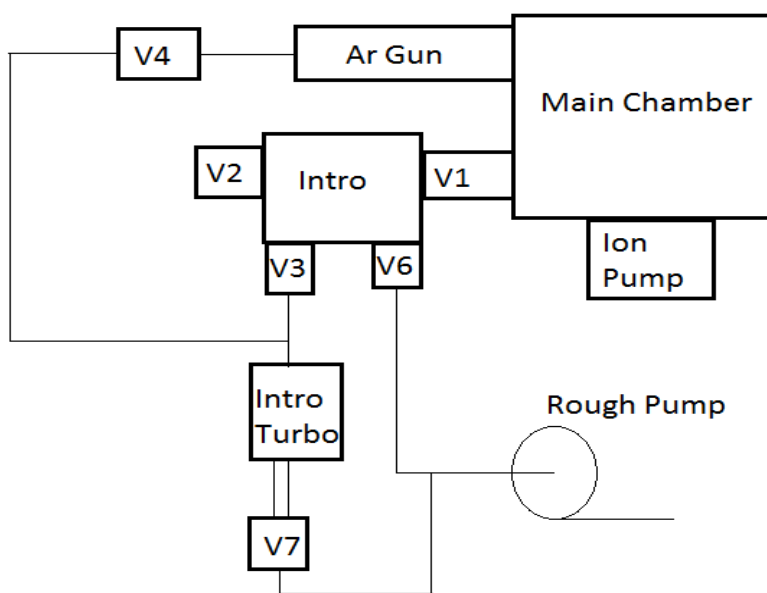 V4
Ar Gun
Main Chamber
V2
Intro
V1
V3
V6
Ion
Pump
Intro
Turbo
Rough Pump
V7